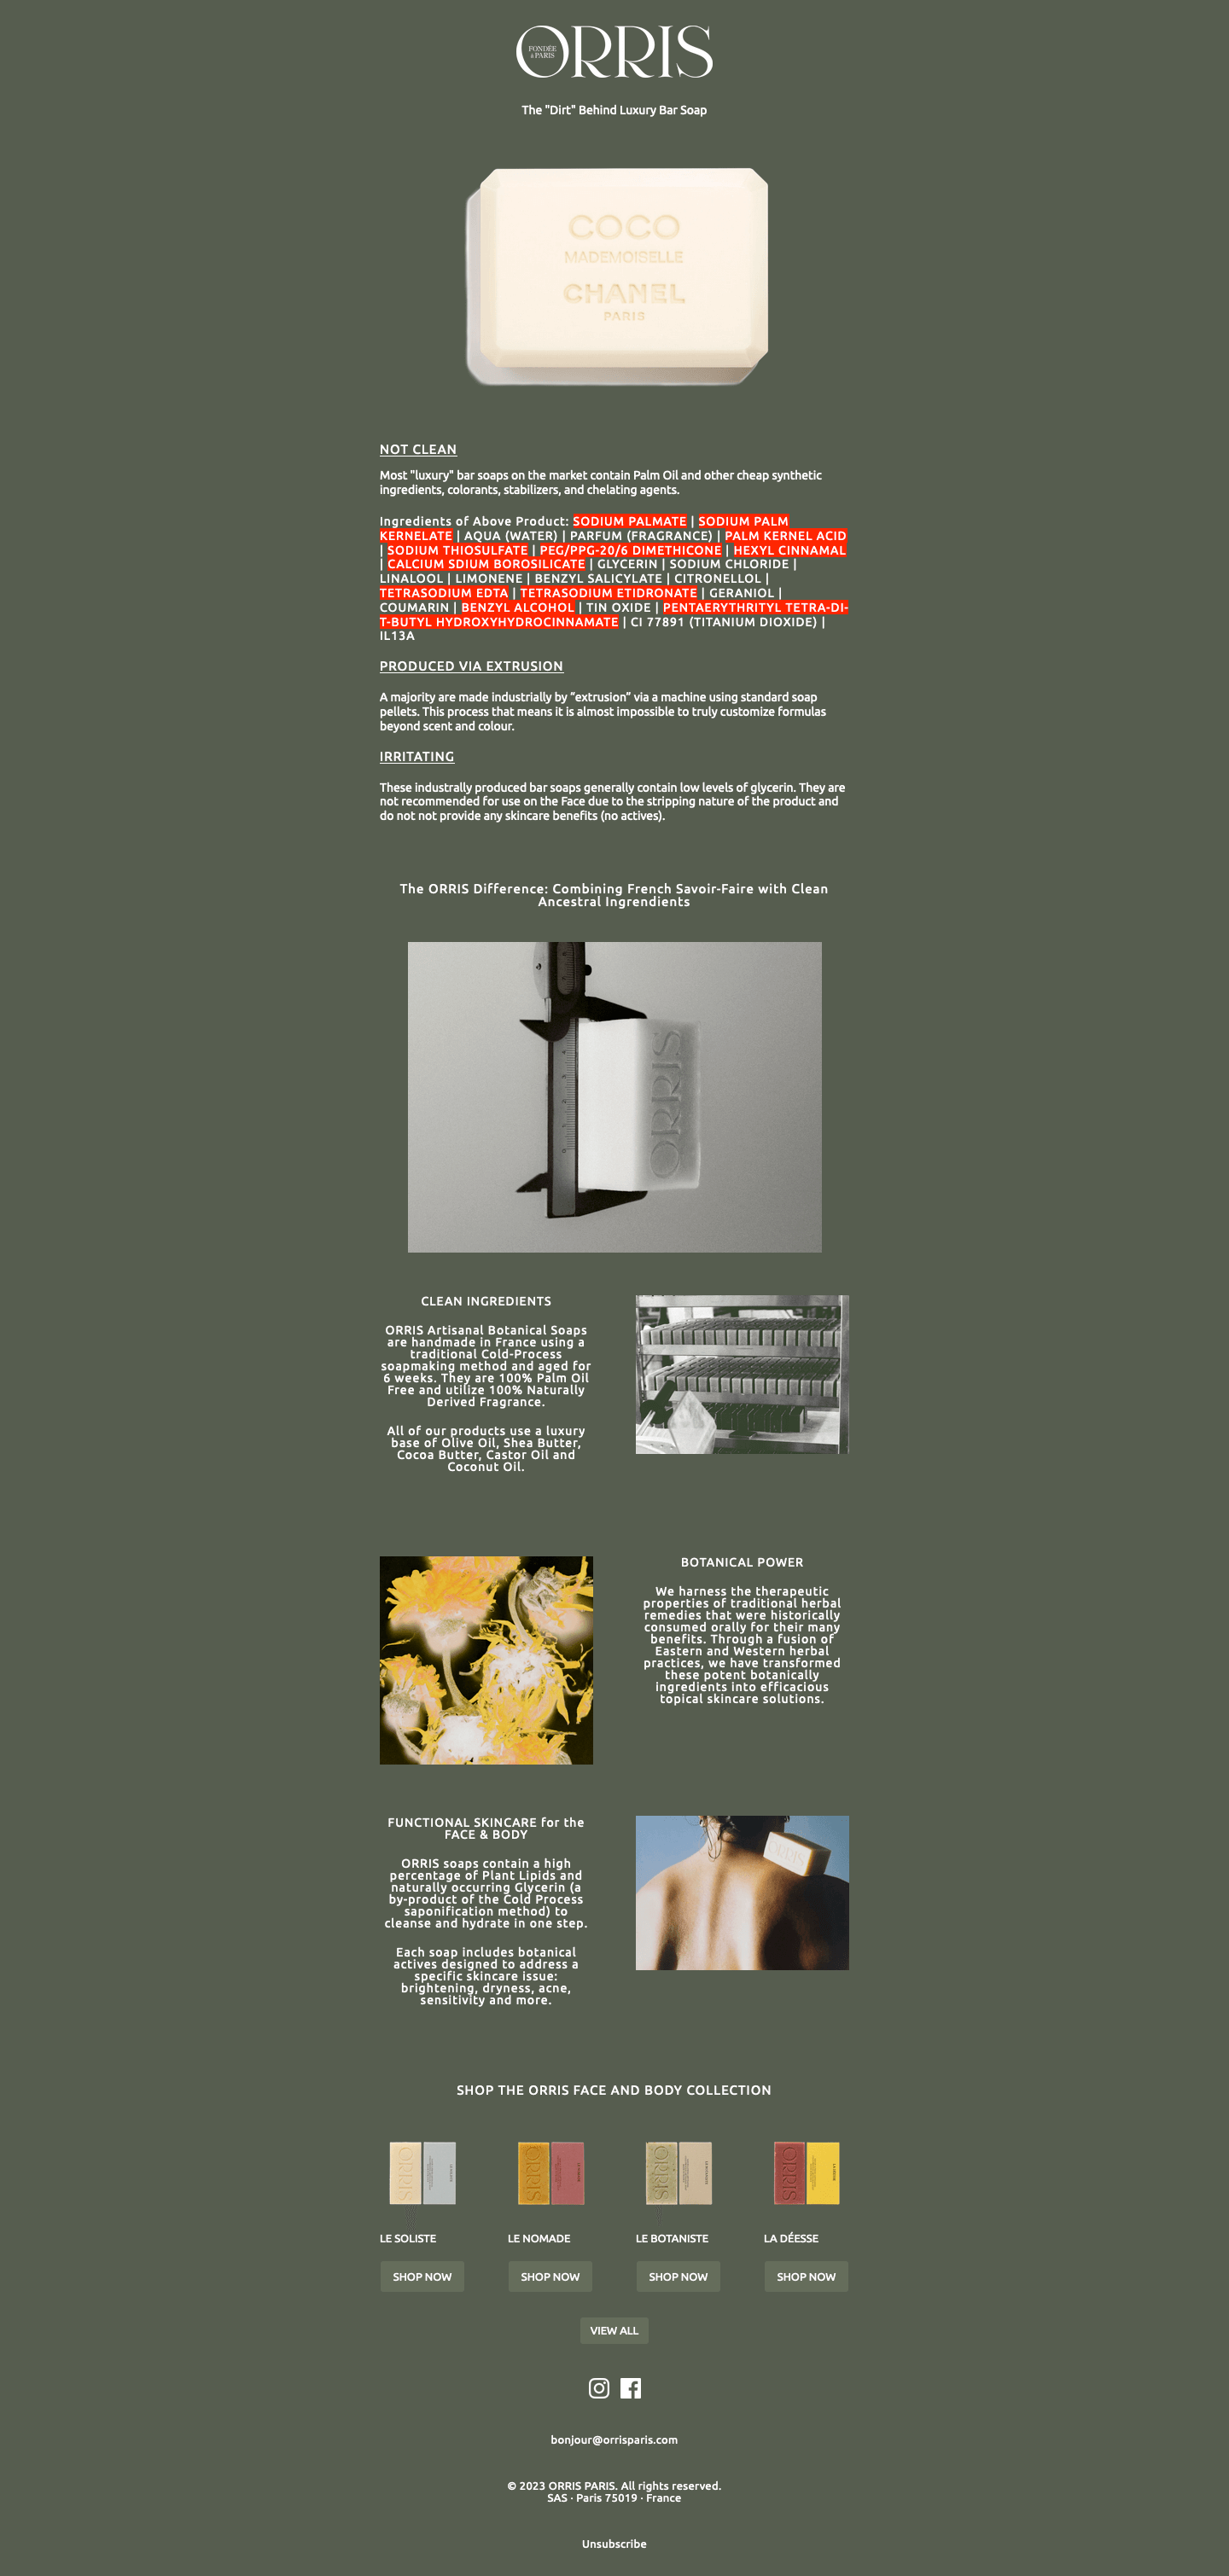 FONDÉE
à PARIS
ORRIS
The "Dirt" Behind Luxury Bar Soap
COCO
MADEMOISELLE
CHANEL
PARIS
NOT CLEAN
Most "luxury" bar soaps on the market contain Palm Oil and other cheap synthetic
ingredients, colorants, stabilizers, and chelating agents.
Ingredients of Above Product: SODIUM PALMATE | SODIUM PALM
KERNELATE | AQUA (WATER) | PARFUM (FRAGRANCE) | PALM KERNEL ACID
| SODIUM THIOSULFATE | PEG/PPG-20/6 DIMETHICONE | HEXYL CINNAMAL
| CALCIUM SDIUM BOROSILICATE | GLYCERIN | SODIUM CHLORIDE |
LINALOOL | LIMONENE | BENZYL SALICYLATE | CITRONELLOL |
TETRASODIUM EDTA | TETRASODIUM ETIDRONATE | GERANIOL |
COUMARIN | BENZYL ALCOHOL | TIN OXIDE | PENTAERYTHRITYL TETRA-DI-
T-BUTYL HYDROXYHYDROCINNAMATE | CI 77891 (TITANIUM DIOXIDE) |
IL13A
PRODUCED VIA EXTRUSION
A majority are made industrially by “extrusion” via a machine using standard soap
pellets. This process that means it is almost impossible to truly customize formulas
beyond scent and colour.
IRRITATING
These industrally produced bar soaps generally contain low levels of glycerin. They are
not recommended for use on the Face due to the stripping nature of the product and
do not not provide any skincare benefits (no actives).
The ORRIS Difference: Combining French Savoir-Faire with Clean
Ancestral Ingrendients
ORRIS
CLEAN INGREDIENTS
ORRIS Artisanal Botanical Soaps
are handmade in France using a
traditional Cold-Process
soapmaking method and aged for
6 weeks. They are 100% Palm Oil
Free and utilize 100% Naturally
Derived Fragrance.
All of our products use a luxury
base of Olive Oil, Shea Butter,
Cocoa Butter, Castor Oil and
Coconut Oil.
BOTANICAL POWER
We harness the therapeutic
properties of traditional herbal
remedies that were historically
consumed orally for their many
benefits. Through a fusion of
Eastern and Western herbal
practices, we have transformed
these potent botanically
ingredients into efficacious
topical skincare solutions.
FUNCTIONAL SKINCARE for the
FACE & BODY
ORRIS soaps contain a high
percentage of Plant Lipids and
naturally occurring Glycerin (a
by-product of the Cold Process
saponification method) to
cleanse and hydrate in one step.
Each soap includes botanical
actives designed to address a
specific skincare issue:
brightening, dryness, acne,
sensitivity and more.
ORRIS
SHOP THE ORRIS FACE AND BODY COLLECTION
ORRIS
ORRIS
ORRIS
ORRIS
LE SOLISTE
LE NOMADE
LE BOTANISTE
LA DÉESSE
SHOP NOW
SHOP NOW
SHOP NOW
SHOP NOW
VIEW ALL
bonjour@orrisparis.com
© 2023 ORRIS PARIS. All rights reserved.
SAS · Paris 75019 · France
Unsubscribe